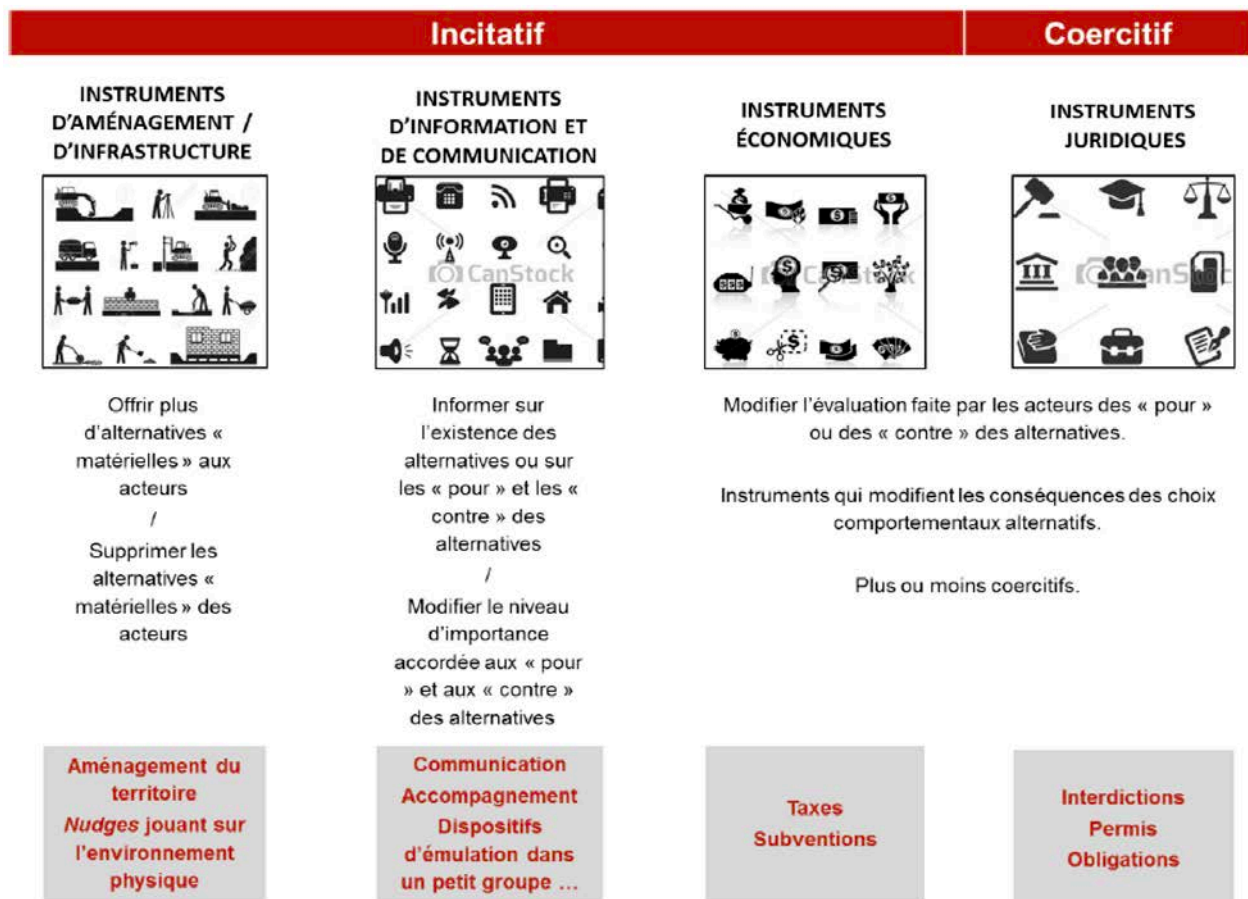 Incitatif
Coercitif
INSTRUMENTS
D'AMÉNAGEMENT /
D'INFRASTRUCTURE
INSTRUMENTS
D'INFORMATION ET
DE COMMUNICATION
INSTRUMENTS
ÉCONOMIQUES
INSTRUMENTS
JURIDIQUES
CanStock
CanStock
CanStock
Offrir plus
d'alternatives «
matérielles » aux
acteurs
/
Supprimer les
alternatives «
matérielles » des
acteurs
Informer sur
l'existence des
alternatives ou sur
les « pour » et les «
contre » des
alternatives
/
Modifier le niveau
d'importance
accordée aux « pour
» et aux « contre »
des alternatives
Modifier l'évaluation faite par les acteurs des « pour »
ou des « contre » des alternatives.
Instruments qui modifient les conséquences des choix
comportementaux alternatifs.
Plus ou moins coercitifs.
Aménagement du
territoire
Nudges jouant sur
l'environnement
physique
Communication
Accompagnement
Dispositifs
d'émulation dans
un petit groupe …
Taxes
Subventions
Interdictions
Permis
Obligations